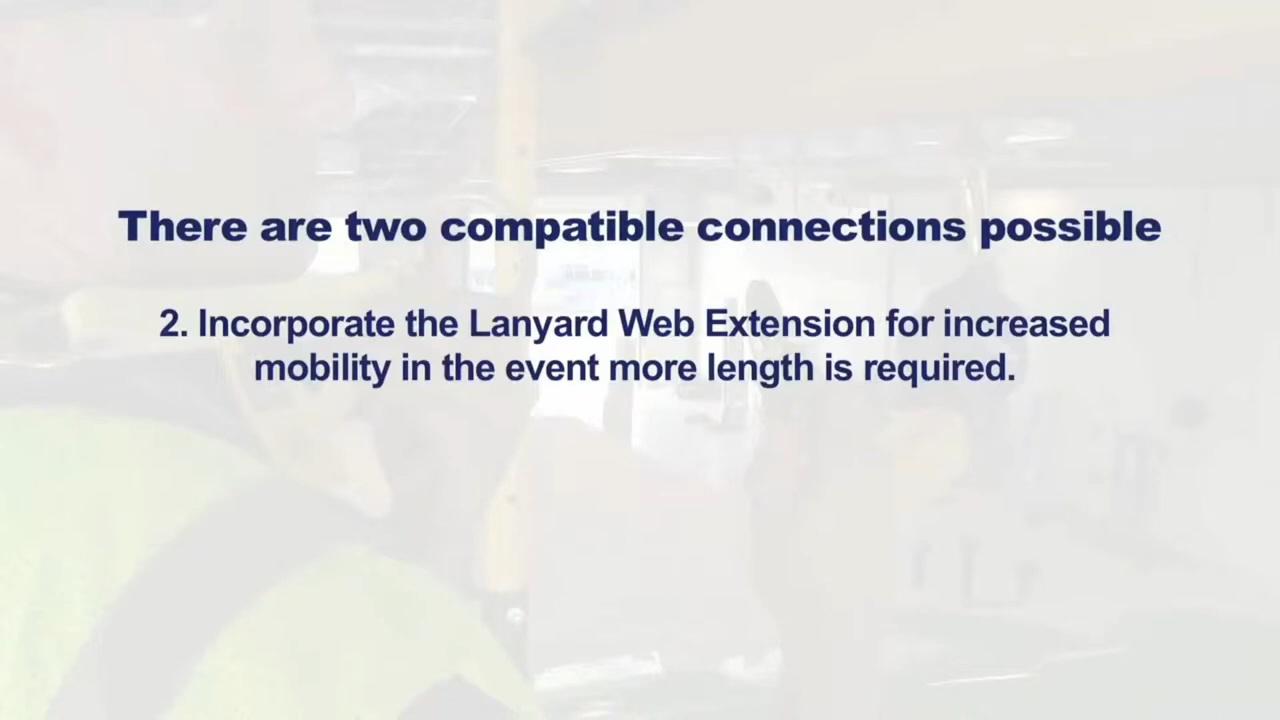 There are two compatible connections possible
2. Incorporate the Lanyard Web Extension for increased
mobility in the event more length is required.